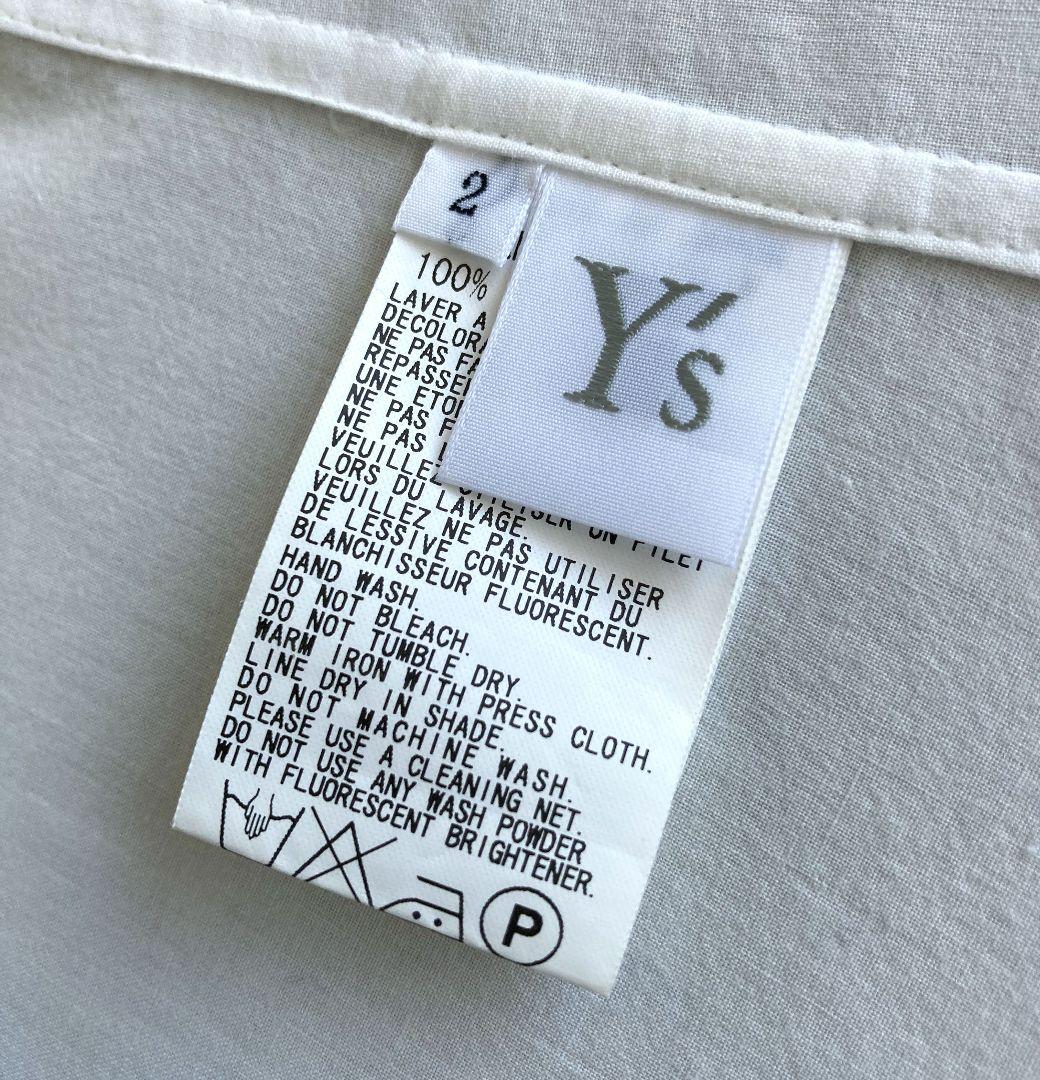 2
Y's
100%
LAVER
NE PAS
REPASSER
UNE
NE PAS
NE PAS
VEUILLEZ UTILISER UN FILET
LORS DU LAVAGE.
VEUILLEZ NE PAS UTILISER
DE LESSIVE CONTENANT DU
BLANCHISSEUR FLUORESCENT.
HAND WASH.
DO NOT BLEACH.
DO NOT TUMBLE DRY.
WARM IRON WITH PRESS CLOTH.
LINE DRY IN SHADE.
DO NOT MACHINE WASH.
PLEASE USE A CLEANING NET.
DO NOT USE ANY WASH POWDER
WITH FLUORESCENT BRIGHTENER.
P